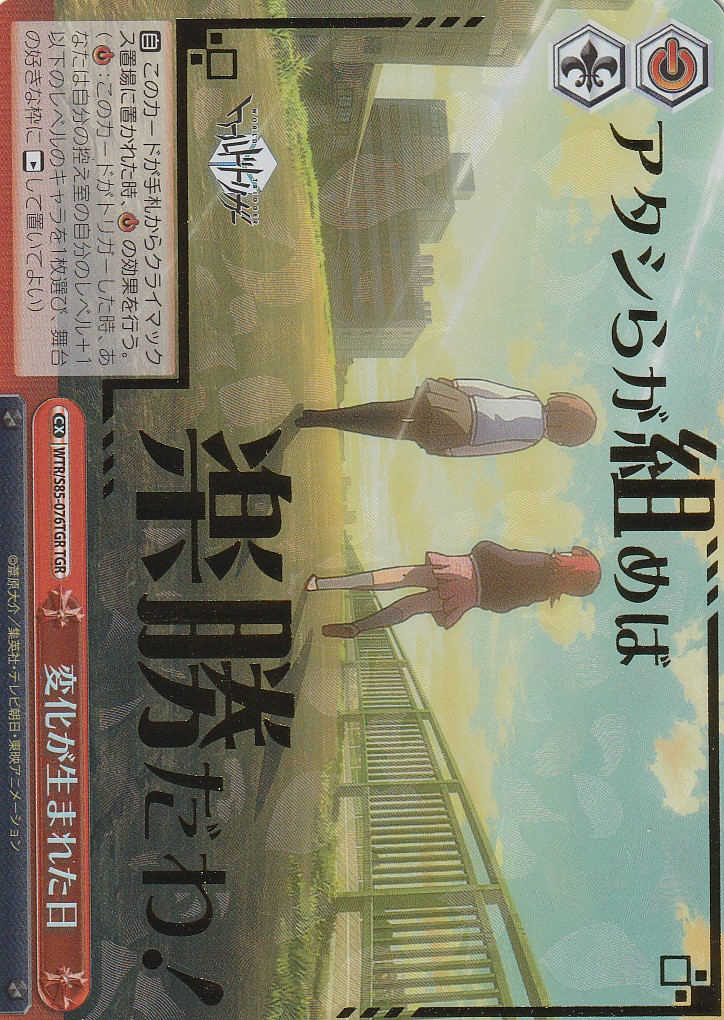 アタシらが組めば
楽勝だわ!
WORLD TRIGGER
ワールドトリガー
自 このカードが手札からクライマック
ス置場に置かれた時、 の効果を行う。
( :このカードがトリガーした時、あ
なたは自分の控え室の自分のレベル+1
以下のレベルのキャラを1枚選び、舞台
の好きな枠に して置いてよい)
CX WTR/S85-076TGR TGR
変化が生まれた日
©葦原大介/集英社・テレビ朝日・東映アニメーション